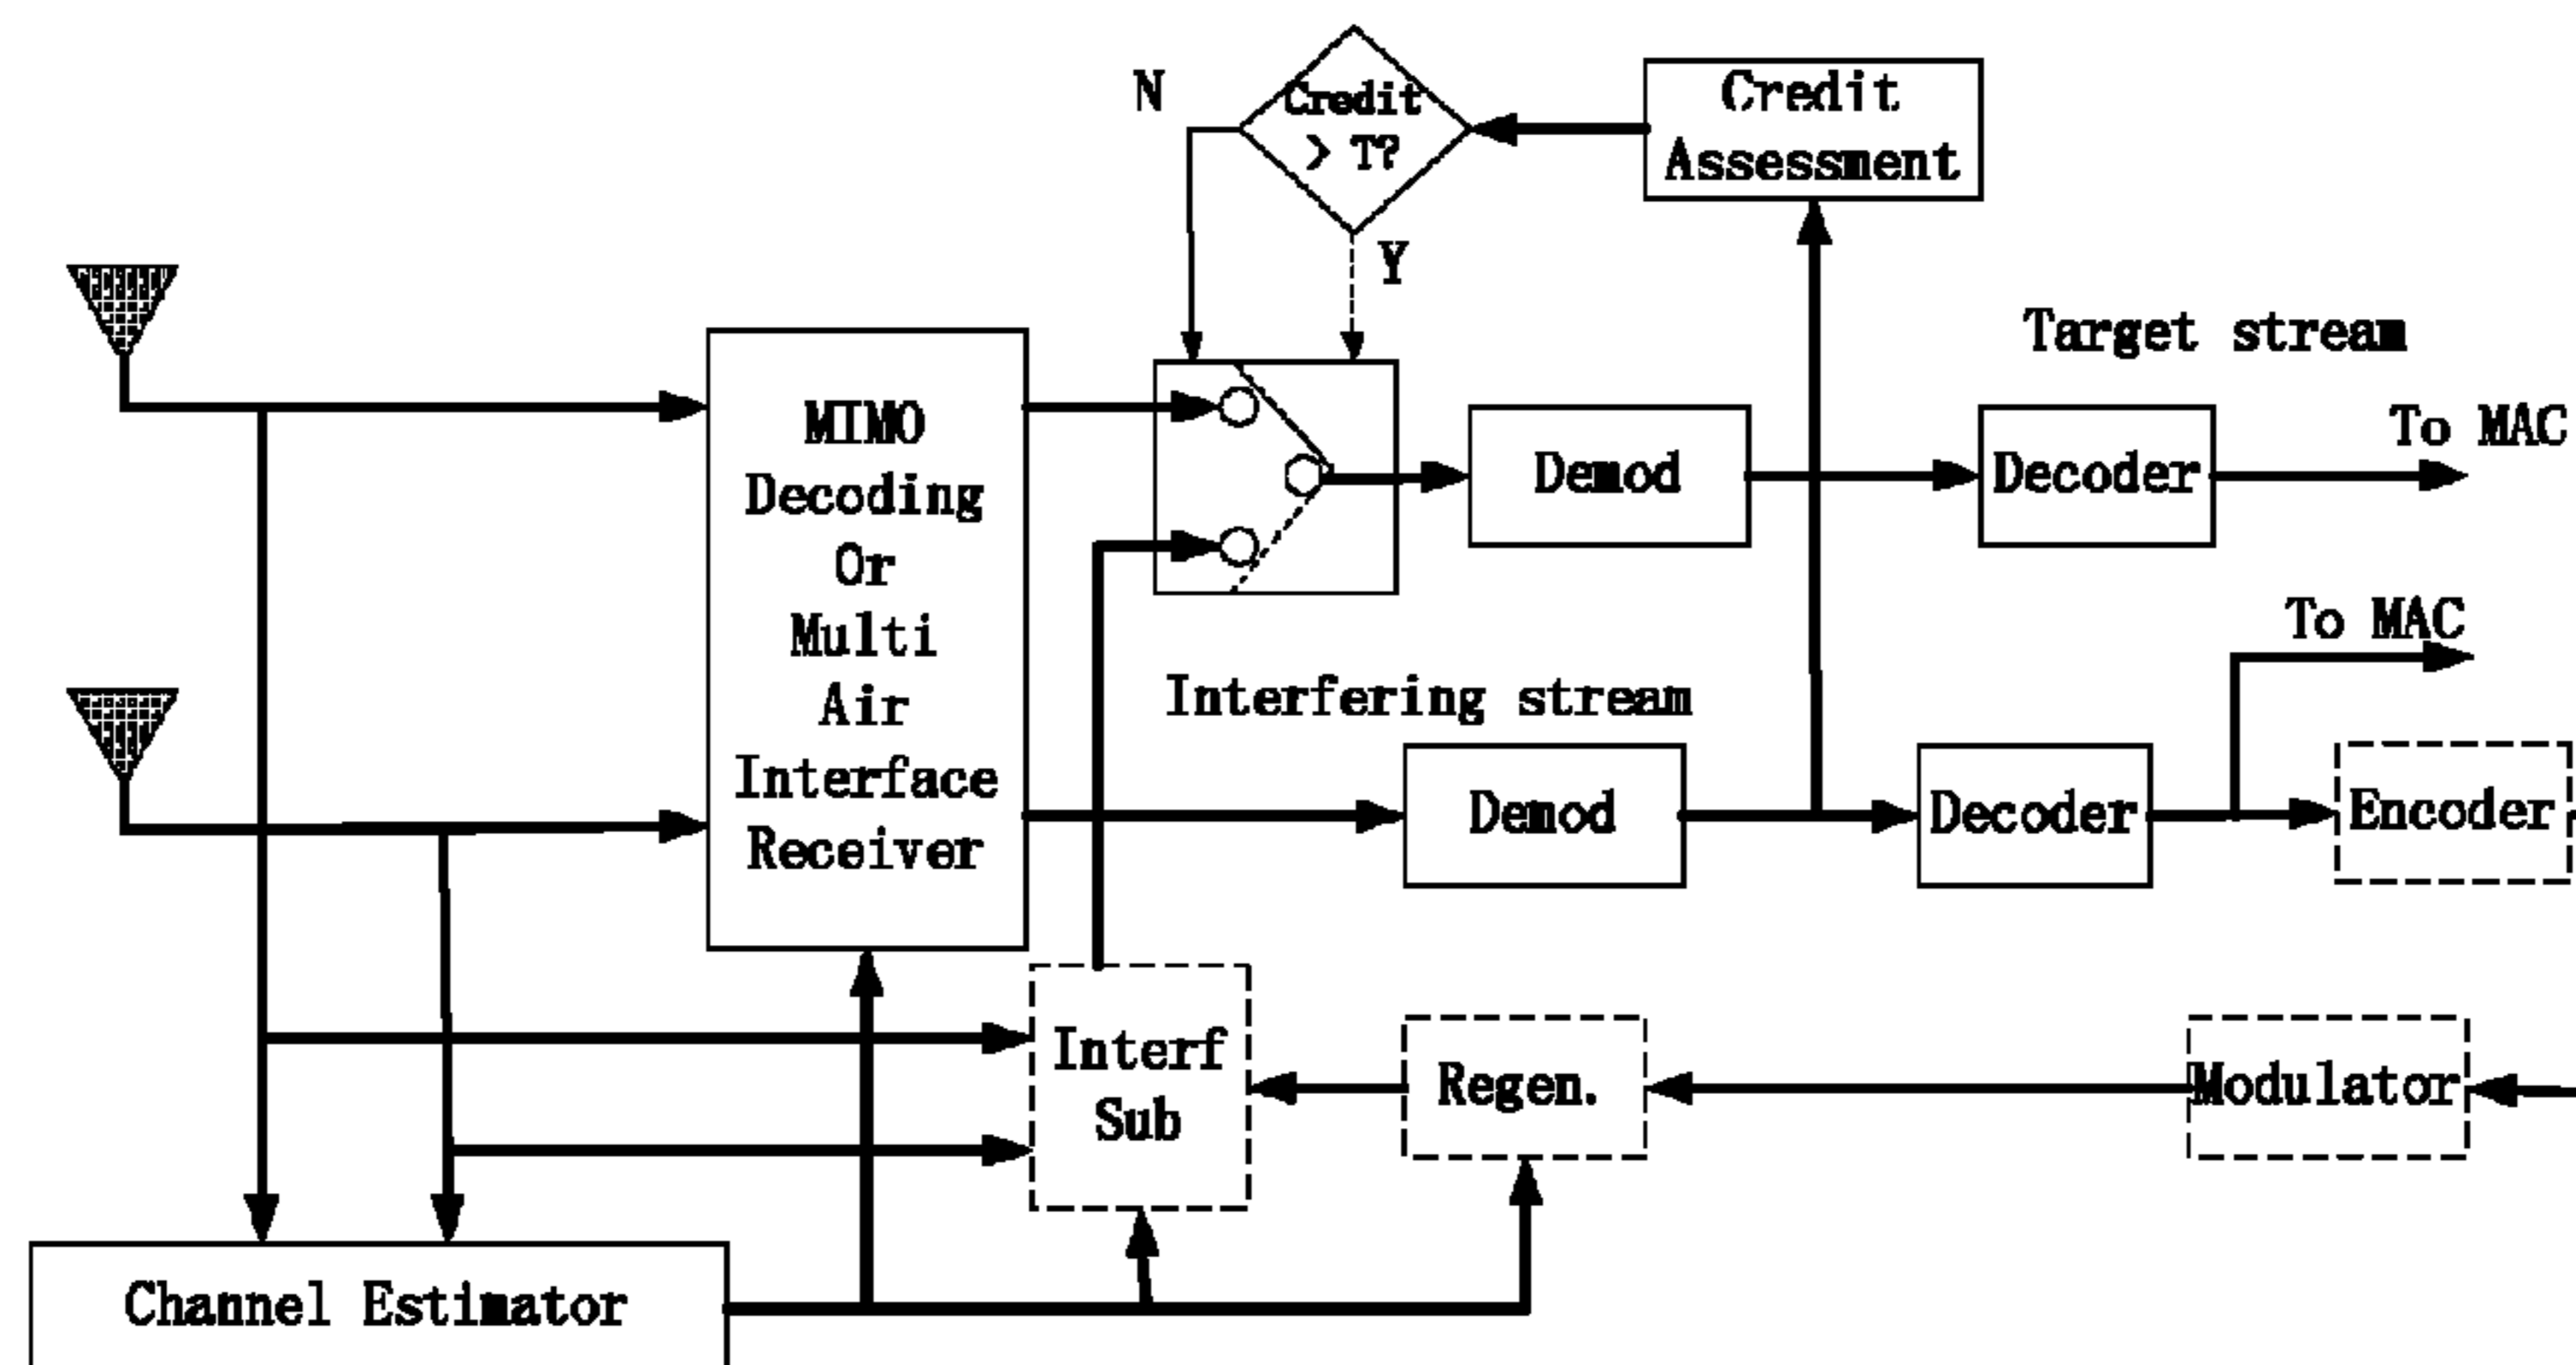 N
Credit
> T?
Credit
Assessment
Y
Target stream
To MAC
MIMO
Decoding
Or
Multi
Air
Interface
Receiver
Demod
Decoder
To MAC
Interfering stream
Demod
Decoder
Encoder
Interf
Sub
Regen.
Modulator
Channel Estimator